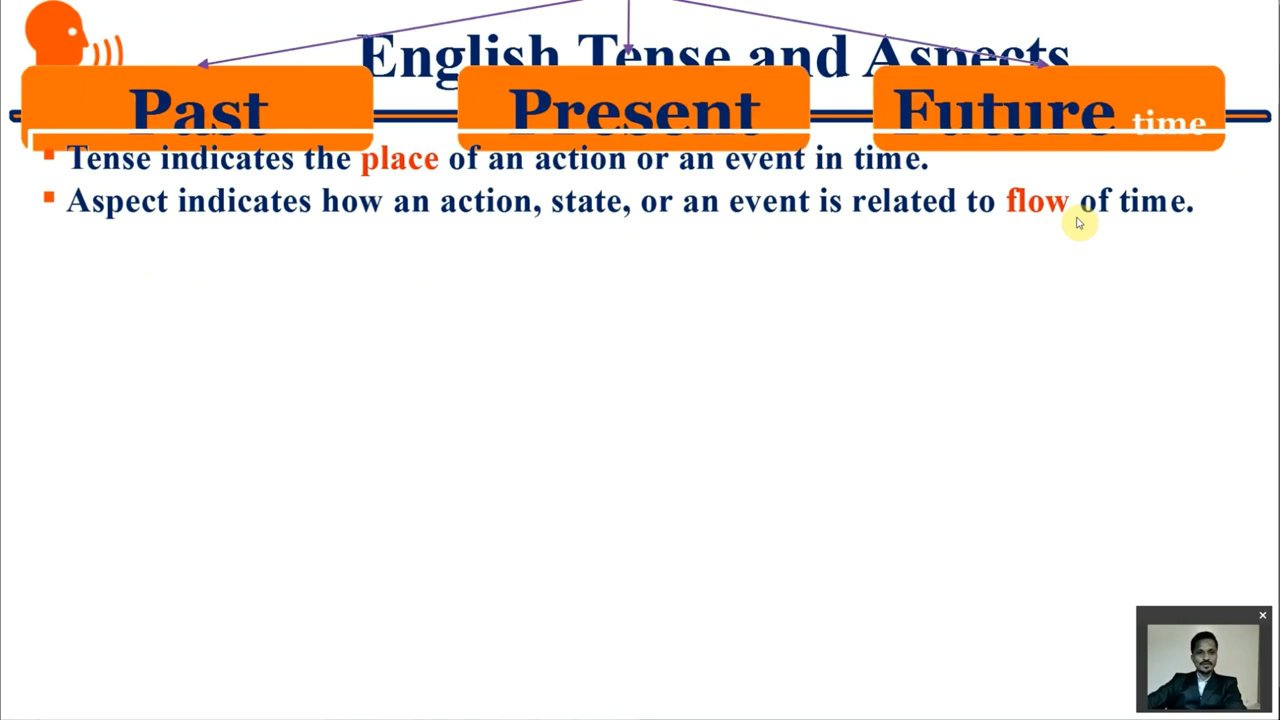 English Tense and Aspects
Past Present Future time
Tense indicates the place of an action or an event in time.
Aspect indicates how an action, state, or an event is related to flow of time.